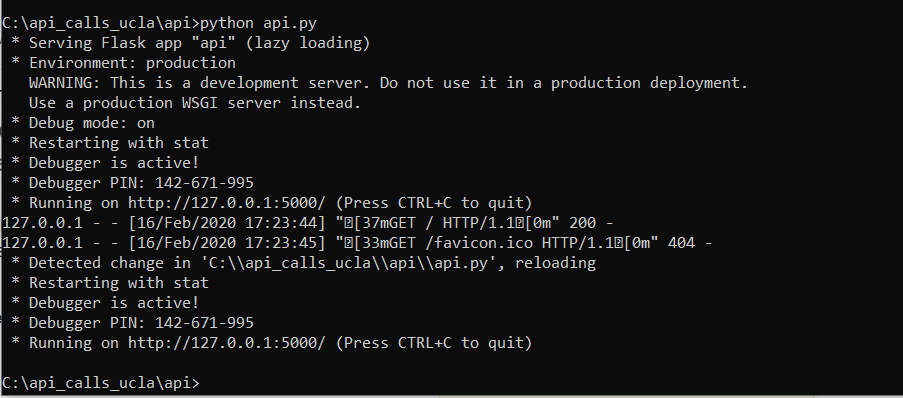 C:\api_calls_ucla\api>python api.py
* Serving Flask app "api" (lazy loading)
* Environment: production
WARNING: This is a development server. Do not use it in a production deployment.
Use a production WSGI server instead.
* Debug mode: on
* Restarting with stat
* Debugger is active!
* Debugger PIN: 142-671-995
* Running on http://127.0.0.1:5000/ (Press CTRL+C to quit)
127.0.0.1 - - [16/Feb/2020 17:23:44] "�[37mGET / HTTP/1.1�[0m" 200 -
127.0.0.1 - - [16/Feb/2020 17:23:45] "�[33mGET /favicon.ico HTTP/1.1�[0m" 404 -
* Detected change in 'C:\\api_calls_ucla\\api\\api.py', reloading
* Restarting with stat
* Debugger is active!
* Debugger PIN: 142-671-995
* Running on http://127.0.0.1:5000/ (Press CTRL+C to quit)
C:\api_calls_ucla\api>